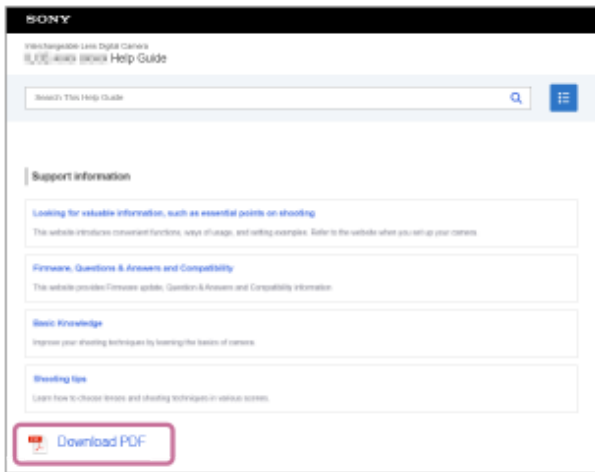 SONY
Interchangeable Lens Digital Camera
Help Guide
Search This Help Guide
Support information
Looking for valuable information, such as essential points on shooting
This website introduces convenient functions, ways of usage, and setting examples. Refer to the website when you set up your camera.
Firmware, Questions & Answers and Compatibility
This website provides Firmware update, Question & Answers and Compatibility information.
Basic Knowledge
Improve your shooting techniques by learning the basics of camera.
Shooting tips
Learn how to choose lenses and shooting techniques in various scenes.
Download PDF